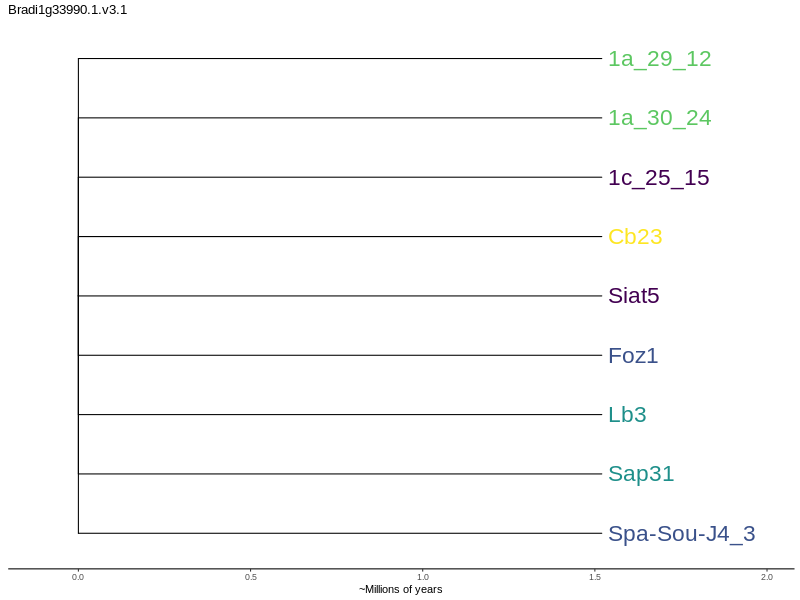 Bradi1g33990.1.v3.1
1a_29_12
1a_30_24
1c_25_15
Cb23
Siat5
Foz1
Lb3
Sap31
Spa-Sou-J4_3
0.0 0.5 1.0 1.5 2.0
~Millions of years